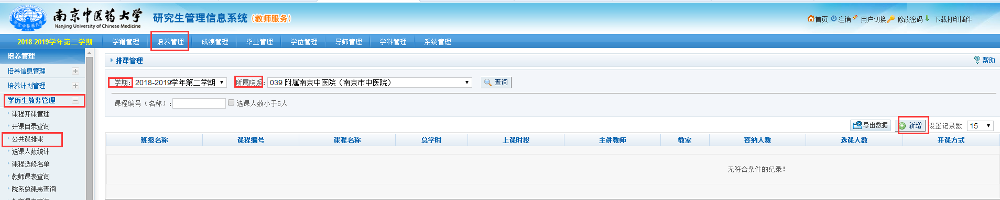 南京中医药大学
Nanjing University of Chinese Medicine
研究生管理信息系统（教师服务）
首页 注销 用户切换 修改密码 下载打印插件
2018-2019学年第二学期 学籍管理 培养管理 成绩管理 毕业管理 学位管理 导师管理 学科管理 系统管理
培养管理
培养信息管理
培养计划管理
学历生教务管理
课程开课管理
开课目录查询
公共课排课
选课人数统计
课程选修名单
教师课表查询
院系总课表查询
排课管理 帮助
学期: 2018-2019学年第二学期 所属院系: 039 附属南京中医院（南京市中医院） 查询
课程编号（名称）: 选课人数小于5人
导出数据 新增 设置记录数 15
班级名称 课程编号 课程名称 总学时 上课时段 主讲教师 教室 容纳人数 选课人数 开课方式
无符合条件的纪录!